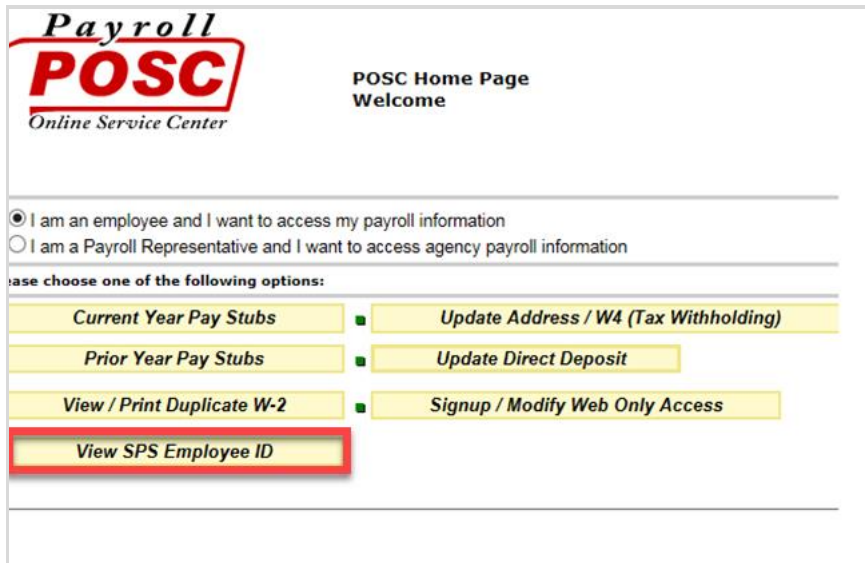 Payroll
POSC
Online Service Center
POSC Home Page
Welcome
I am an employee and I want to access my payroll information
I am a Payroll Representative and I want to access agency payroll information
ease choose one of the following options:
Current Year Pay Stubs
Update Address / W4 (Tax Withholding)
Prior Year Pay Stubs
Update Direct Deposit
View / Print Duplicate W-2
Signup / Modify Web Only Access
View SPS Employee ID